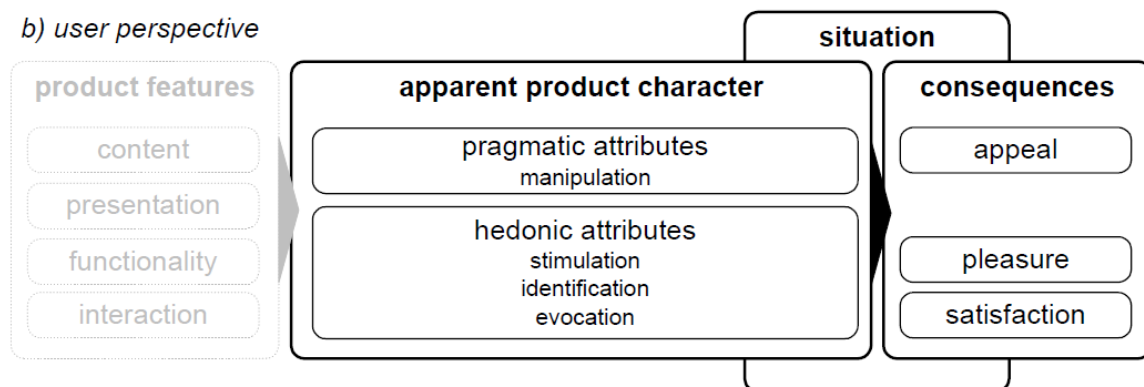 b) user perspective
situation
product features
apparent product character
consequences
content
presentation
functionality
interaction
pragmatic attributes
manipulation
hedonic attributes
stimulation
identification
evocation
appeal
pleasure
satisfaction